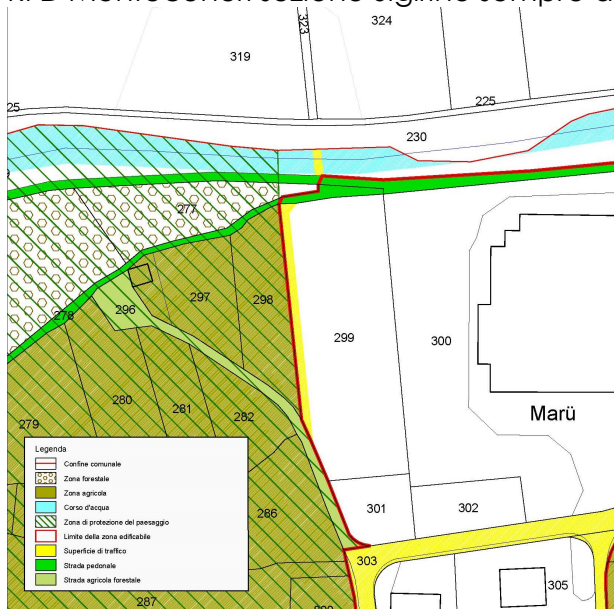 319
323
324
225
230
277
297
298
278
296
299
300
280
281
282
279
Marü
301
302
286
303
305
287
Legenda
Confine comunale
Zona forestale
Zona agricola
Corso d'acqua
Zona di protezione del paesaggio
Limite della zona edificabile
Superficie di traffico
Strada pedonale
Strada agricola forestale